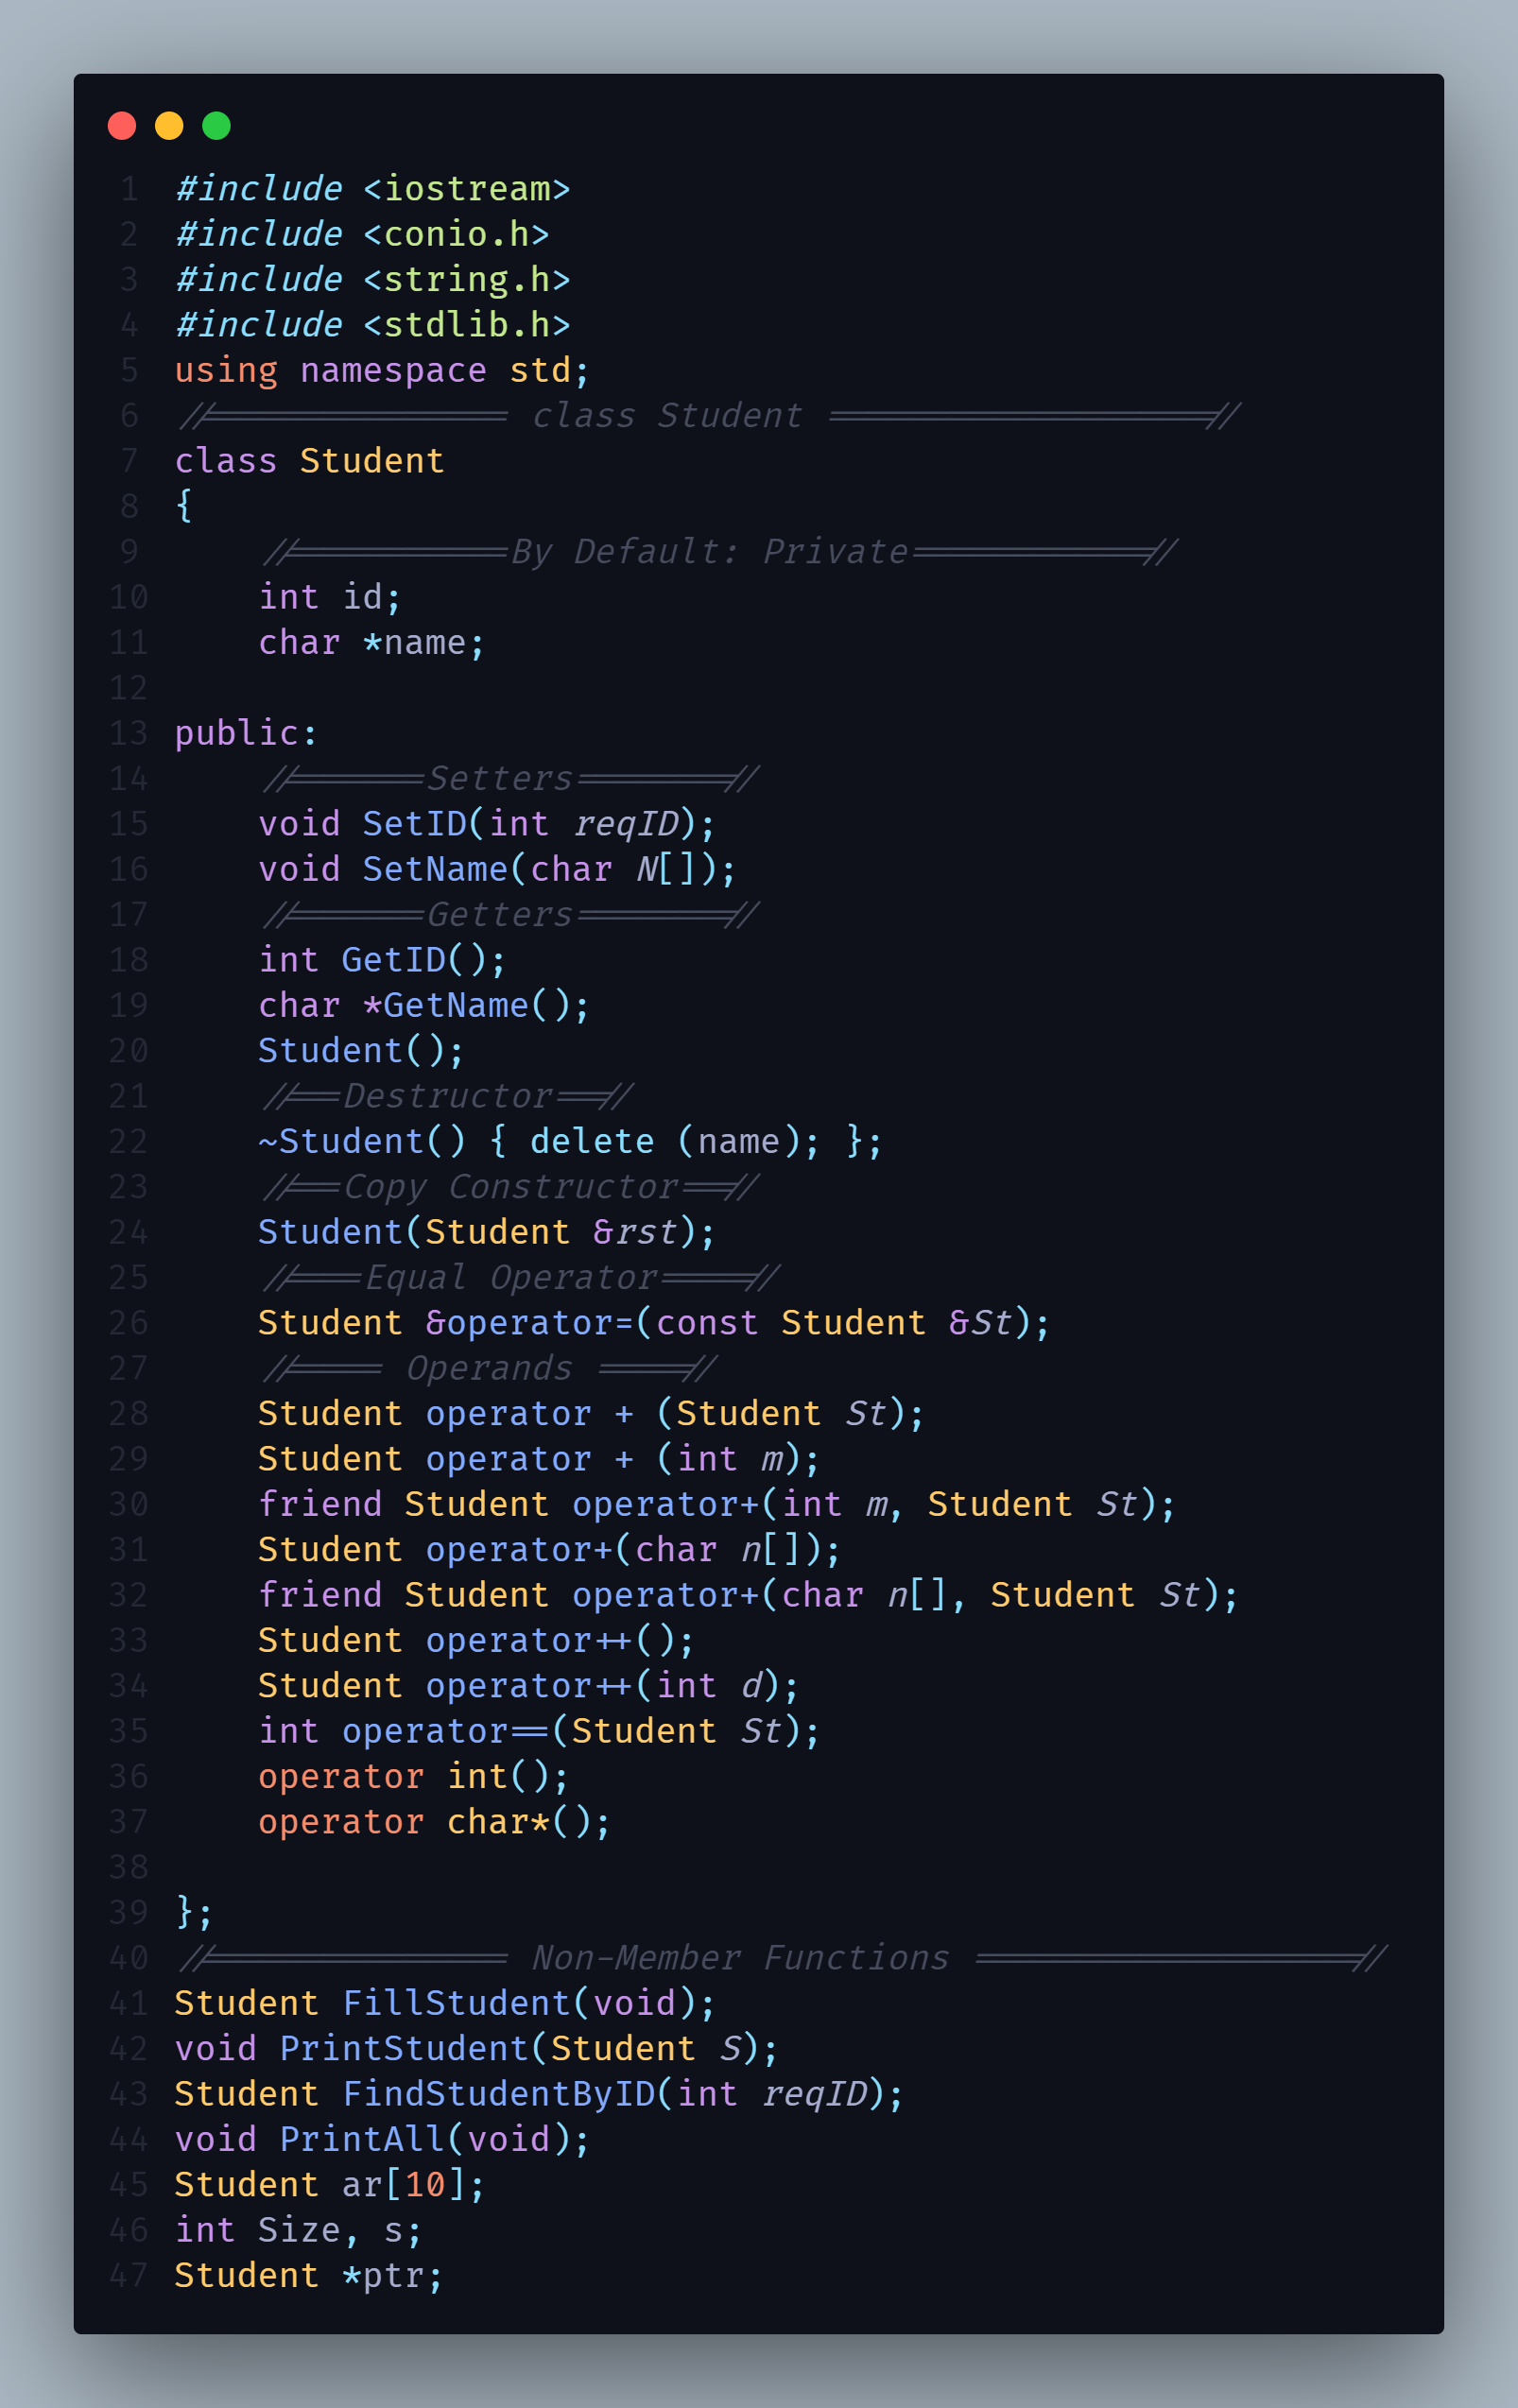 1 #include <iostream>
2 #include <conio.h>
3 #include <string.h>
4 #include <stdlib.h>
5 using namespace std;
6 //============== class Student ==================//
7 class Student
8 {
9     //==========By Default: Private===========//
10     int id;
11     char *name;
12
13 public:
14     //======Setters=======//
15     void SetID(int reqID);
16     void SetName(char N[]);
17     //======Getters=======//
18     int GetID();
19     char *GetName();
20     Student();
21     //==Destructor==//
22     ~Student() { delete (name); };
23     //==Copy Constructor==//
24     Student(Student &rst);
25     //===Equal Operator====//
26     Student &operator=(const Student &St);
27     //==== Operands ====//
28     Student operator + (Student St);
29     Student operator + (int m);
30     friend Student operator+(int m, Student St);
31     Student operator+(char n[]);
32     friend Student operator+(char n[], Student St);
33     Student operator++();
34     Student operator++(int d);
35     int operator==(Student St);
36     operator int();
37     operator char*();
38
39 };
40 //============== Non-Member Functions ==================//
41 Student FillStudent(void);
42 void PrintStudent(Student S);
43 Student FindStudentByID(int reqID);
44 void PrintAll(void);
45 Student ar[10];
46 int Size, s;
47 Student *ptr;